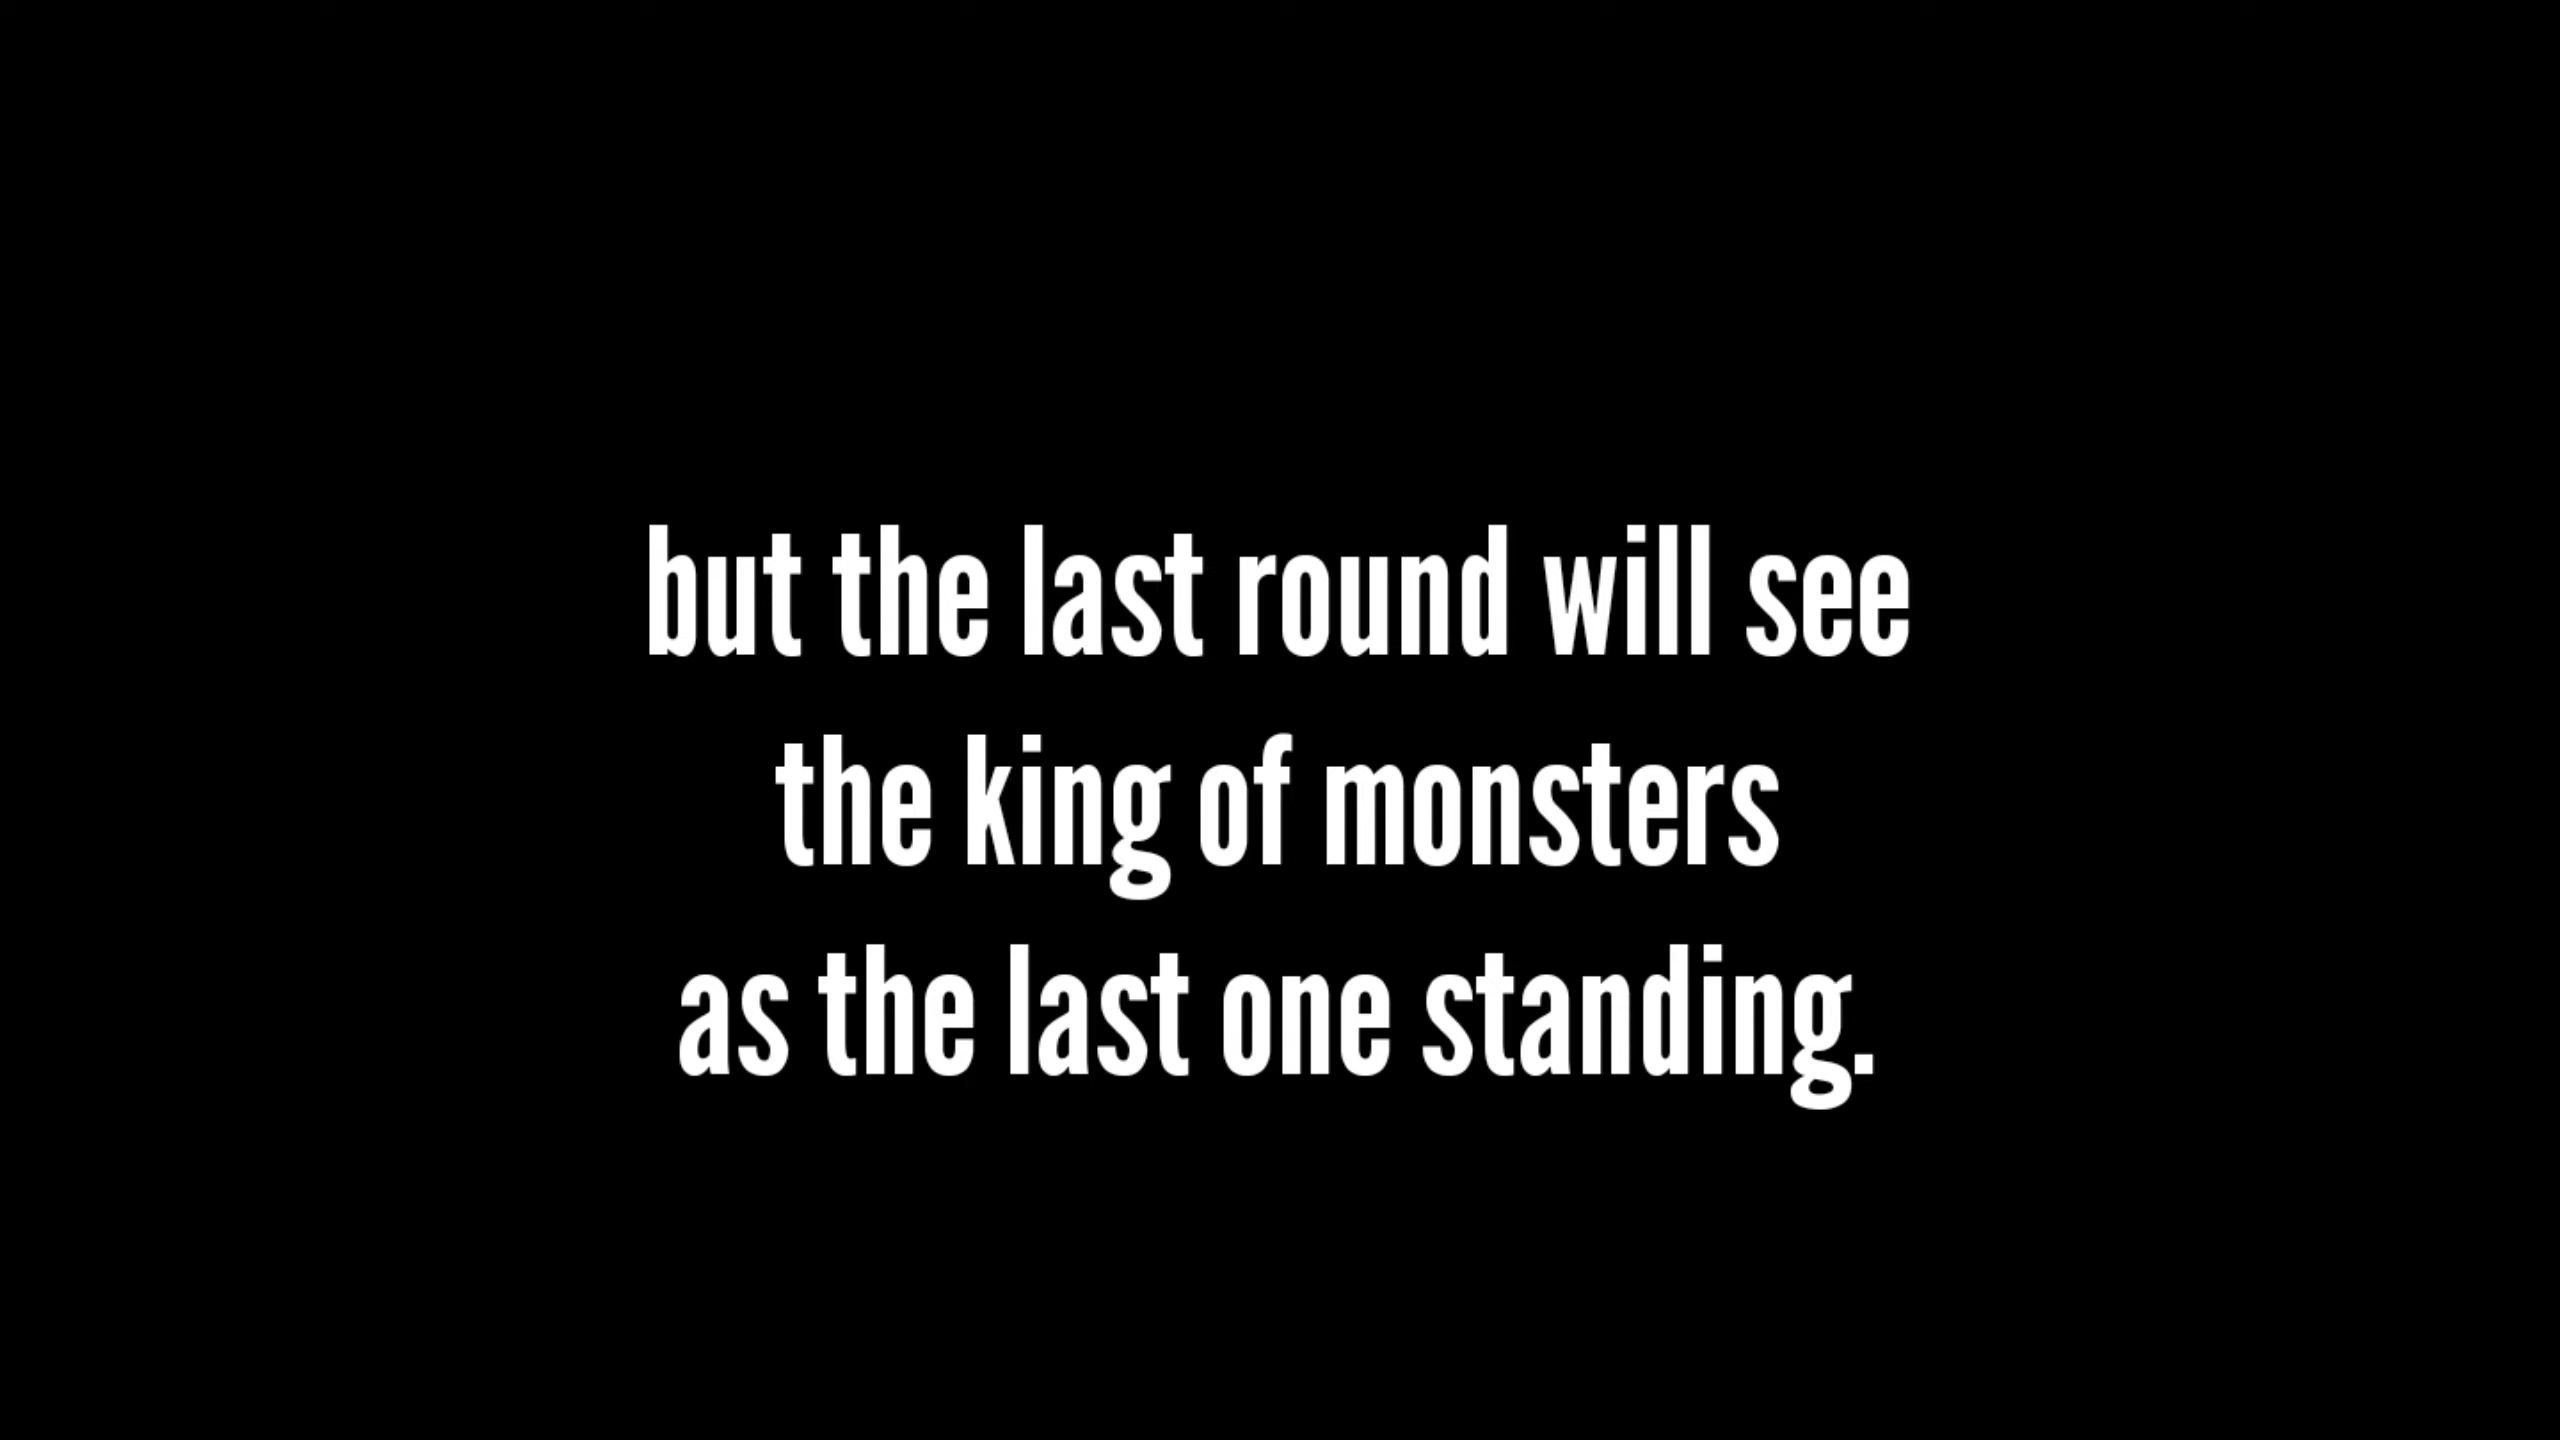 but the last round will see
the king of monsters
as the last one standing.